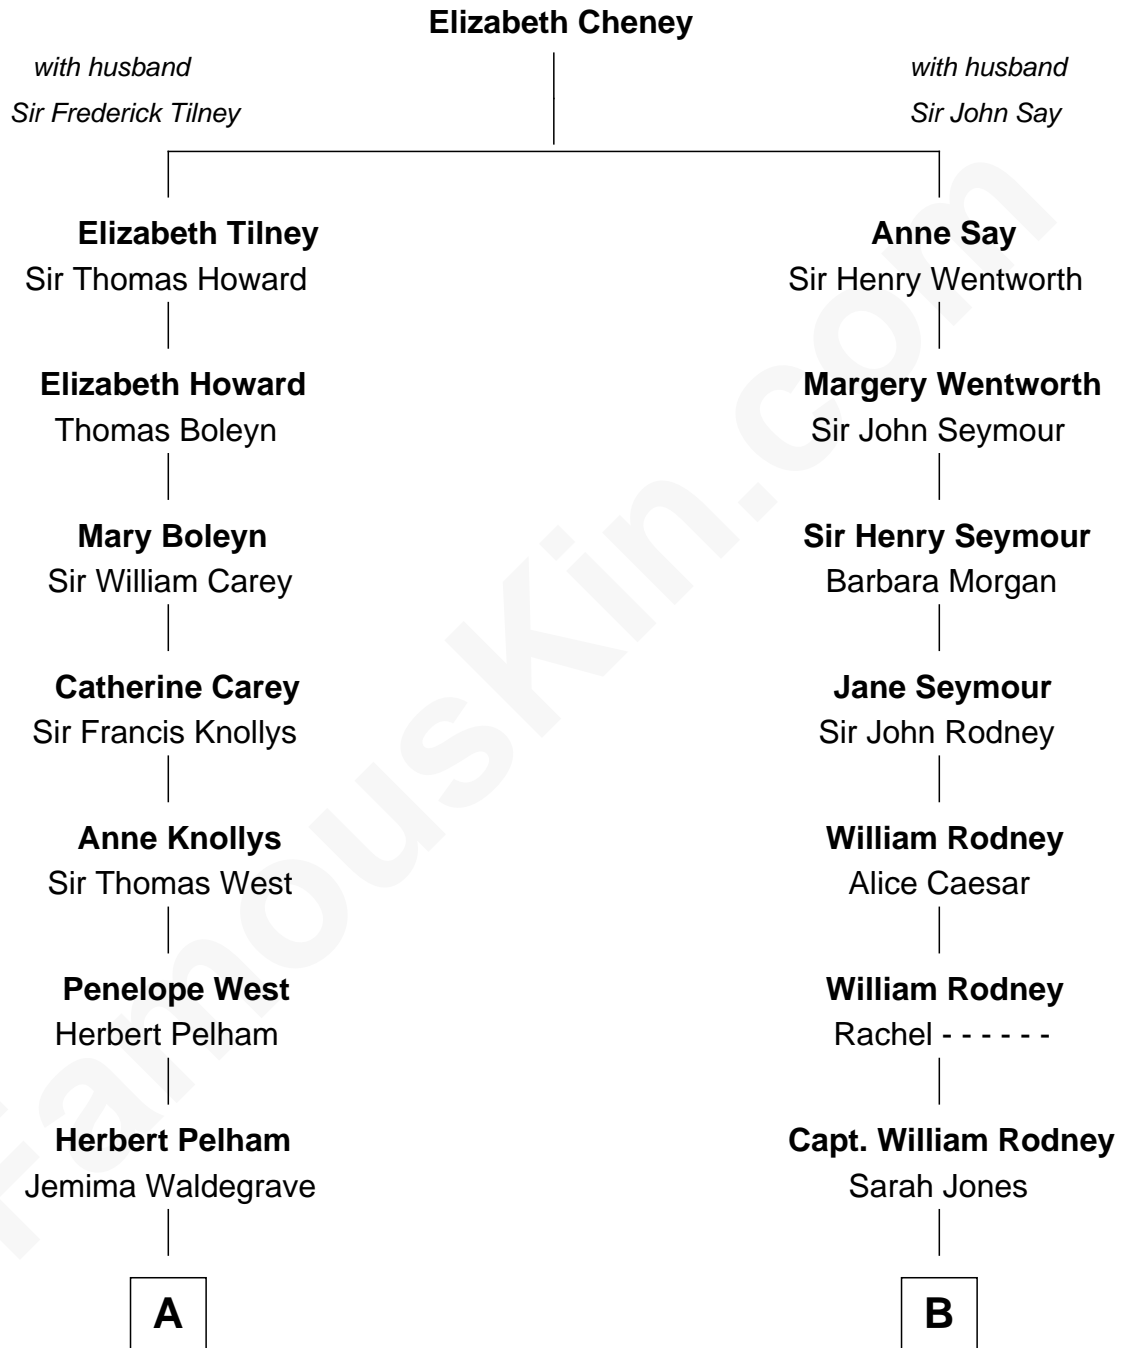 Elizabeth Cheney
with husband
Sir Frederick Tilney
with husband
Sir John Say
Elizabeth Tilney
Sir Thomas Howard
Anne Say
Sir Henry Wentworth
Elizabeth Howard
Thomas Boleyn
Margery Wentworth
Sir John Seymour
Mary Boleyn
Sir William Carey
Sir Henry Seymour
Barbara Morgan
Catherine Carey
Sir Francis Knollys
Jane Seymour
Sir John Rodney
Anne Knollys
Sir Thomas West
William Rodney
Alice Caesar
Penelope West
Herbert Pelham
William Rodney
Rachel - - - - - -
Herbert Pelham
Jemima Waldegrave
Capt. William Rodney
Sarah Jones
A
B
FamousKin.com